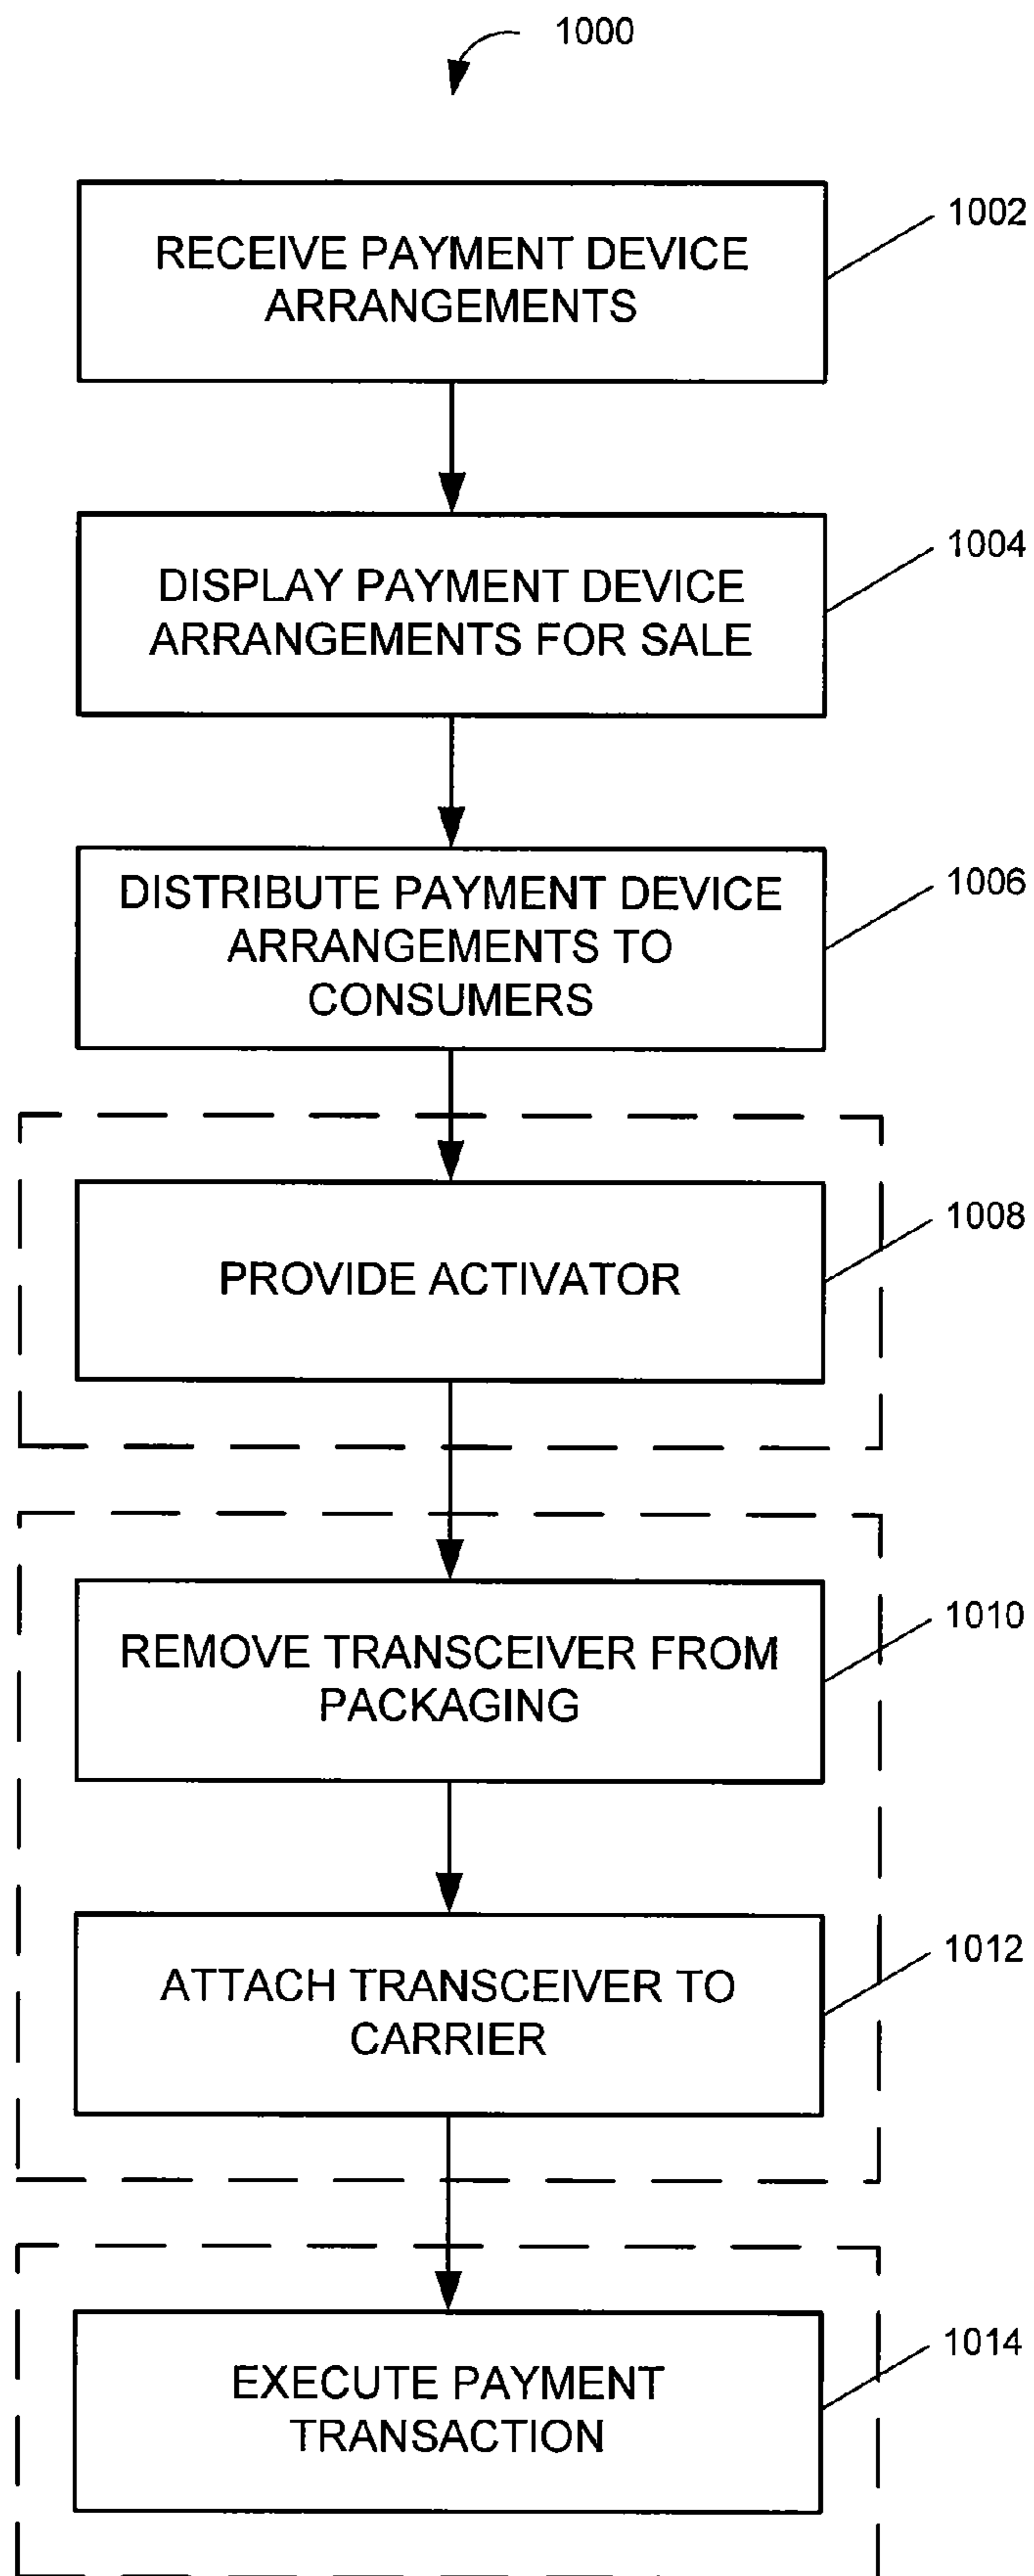 1000
RECEIVE PAYMENT DEVICE
ARRANGEMENTS
1002
DISPLAY PAYMENT DEVICE
ARRANGEMENTS FOR SALE
1004
DISTRIBUTE PAYMENT DEVICE
ARRANGEMENTS TO
CONSUMERS
1006
PROVIDE ACTIVATOR
1008
REMOVE TRANSCEIVER FROM
PACKAGING
1010
ATTACH TRANSCEIVER TO
CARRIER
1012
EXECUTE PAYMENT
TRANSACTION
1014